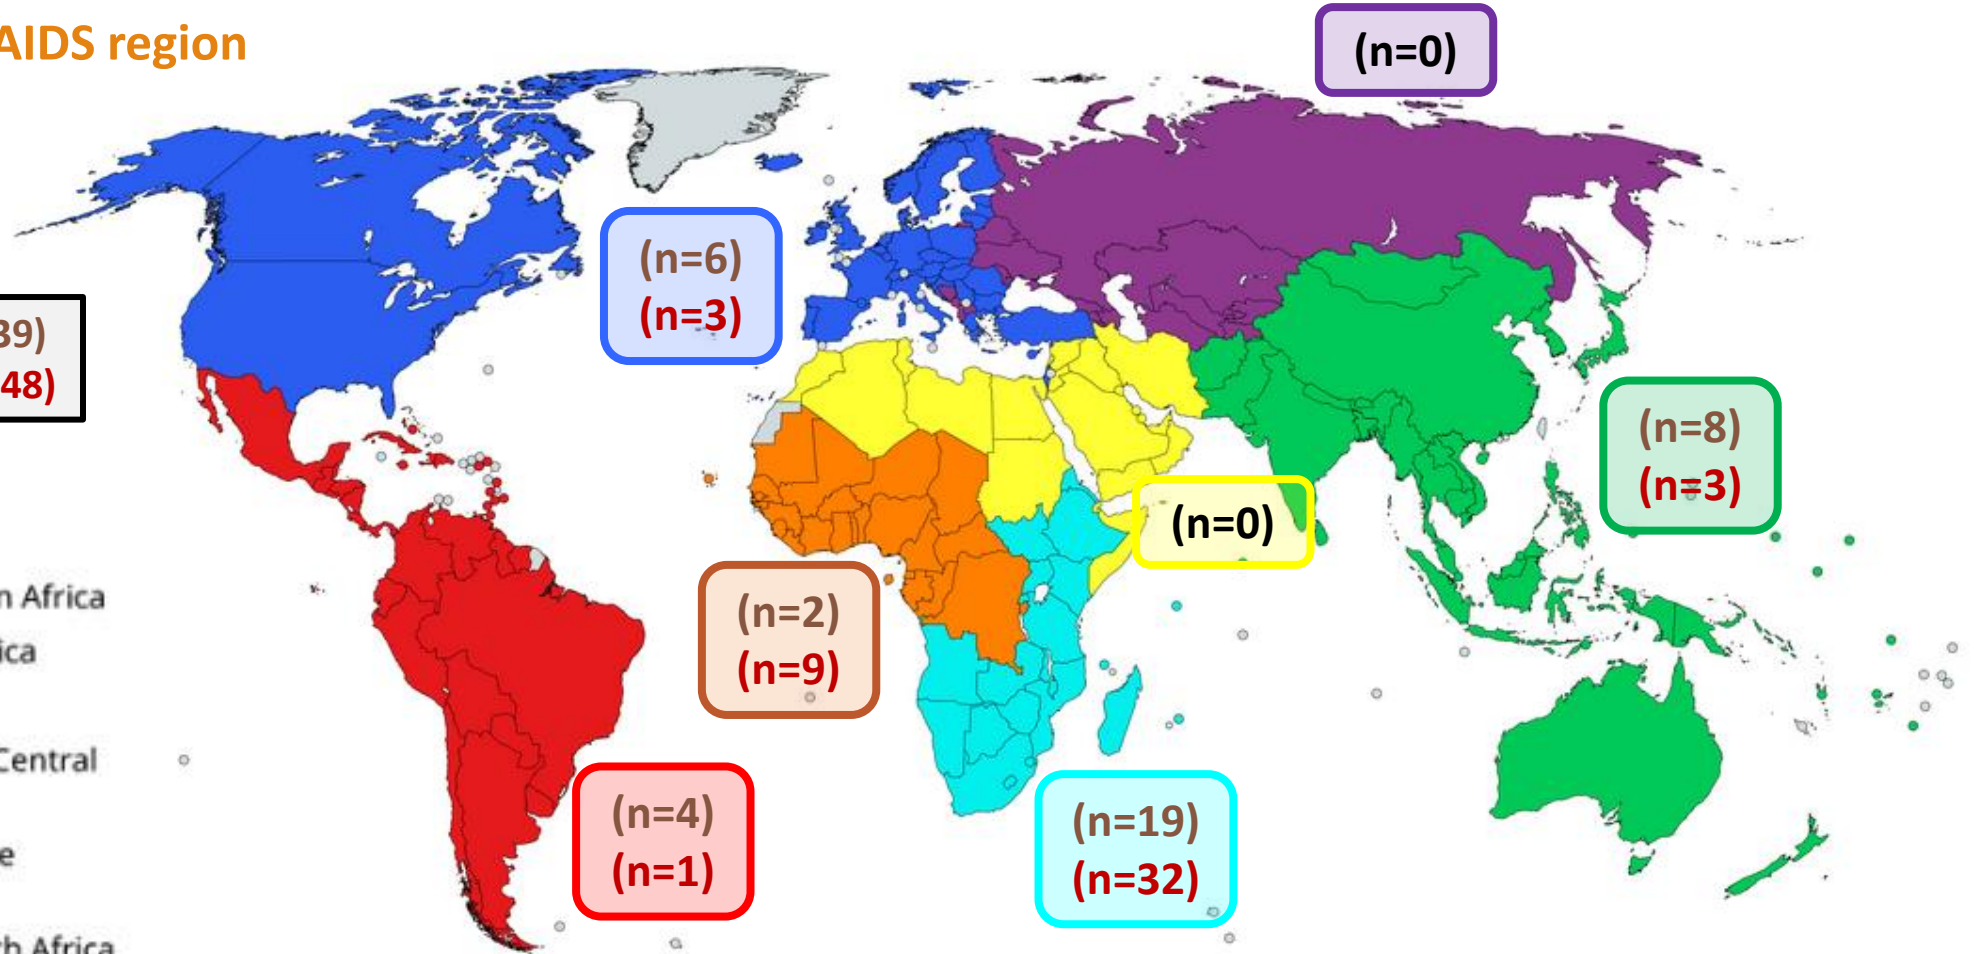 AIDS region
(n=0)
(n=6)
(n=3)
39)
48)
(n=8)
(n=3)
(n=0)
n Africa
(n=2)
(n=9)
ica
Central
(n=4)
(n=1)
(n=19)
(n=32)
e
th Africa